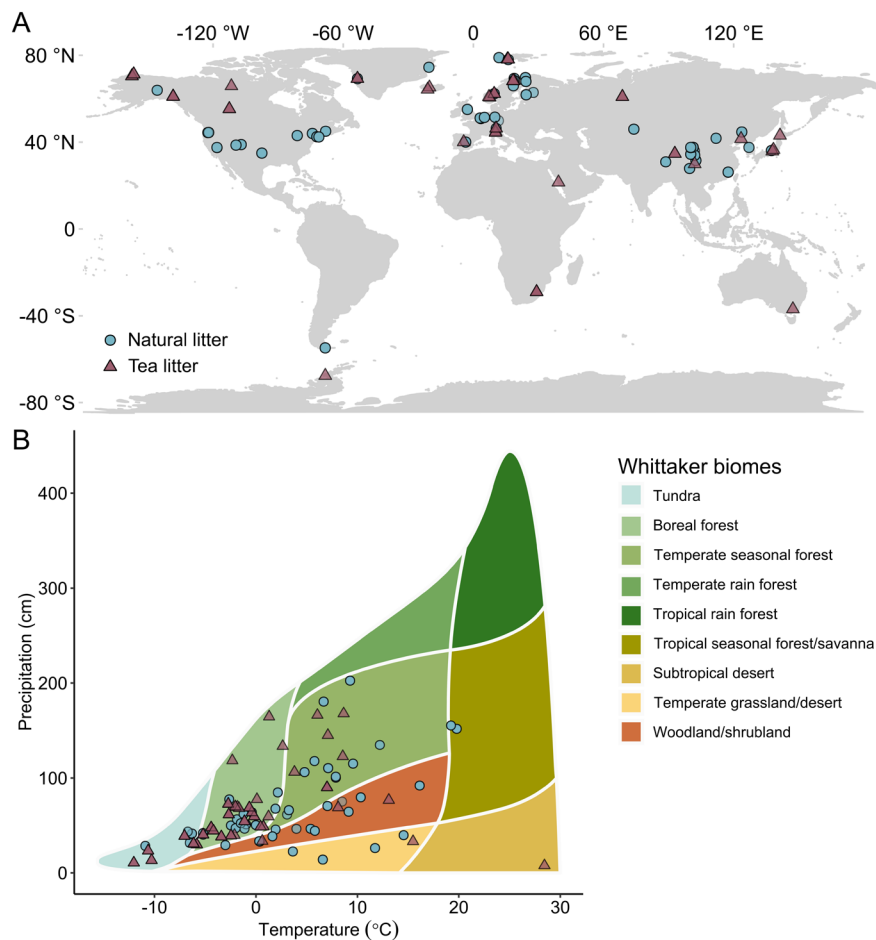 A
-120 °W -60 °W 0 60 °E 120 °E
80 °N
40 °N
0
-40 °S
-80 °S
Natural litter
Tea litter
B
Precipitation (cm)
400
300
200
100
0
-10 0 10 20 30
Temperature (°C)
Whittaker biomes
Tundra
Boreal forest
Temperate seasonal forest
Temperate rain forest
Tropical rain forest
Tropical seasonal forest/savanna
Subtropical desert
Temperate grassland/desert
Woodland/shrubland